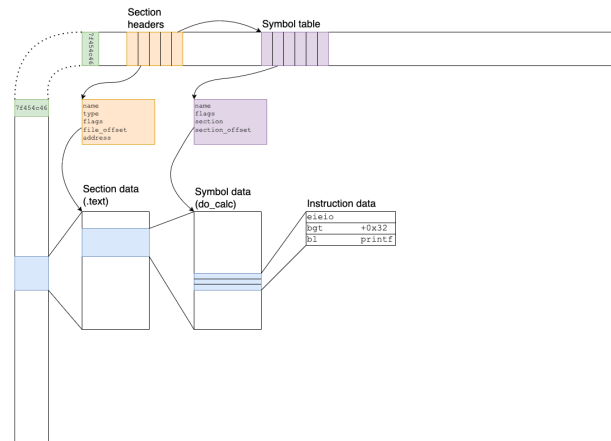 Section
headers
Symbol table
7f454c46
7f454c46
name
type
flags
file_offset
address
name
flags
section
section_offset
Section data
(.text)
Symbol data
(do_calc)
Instruction data
eieio
bgt +0x32
bl printf